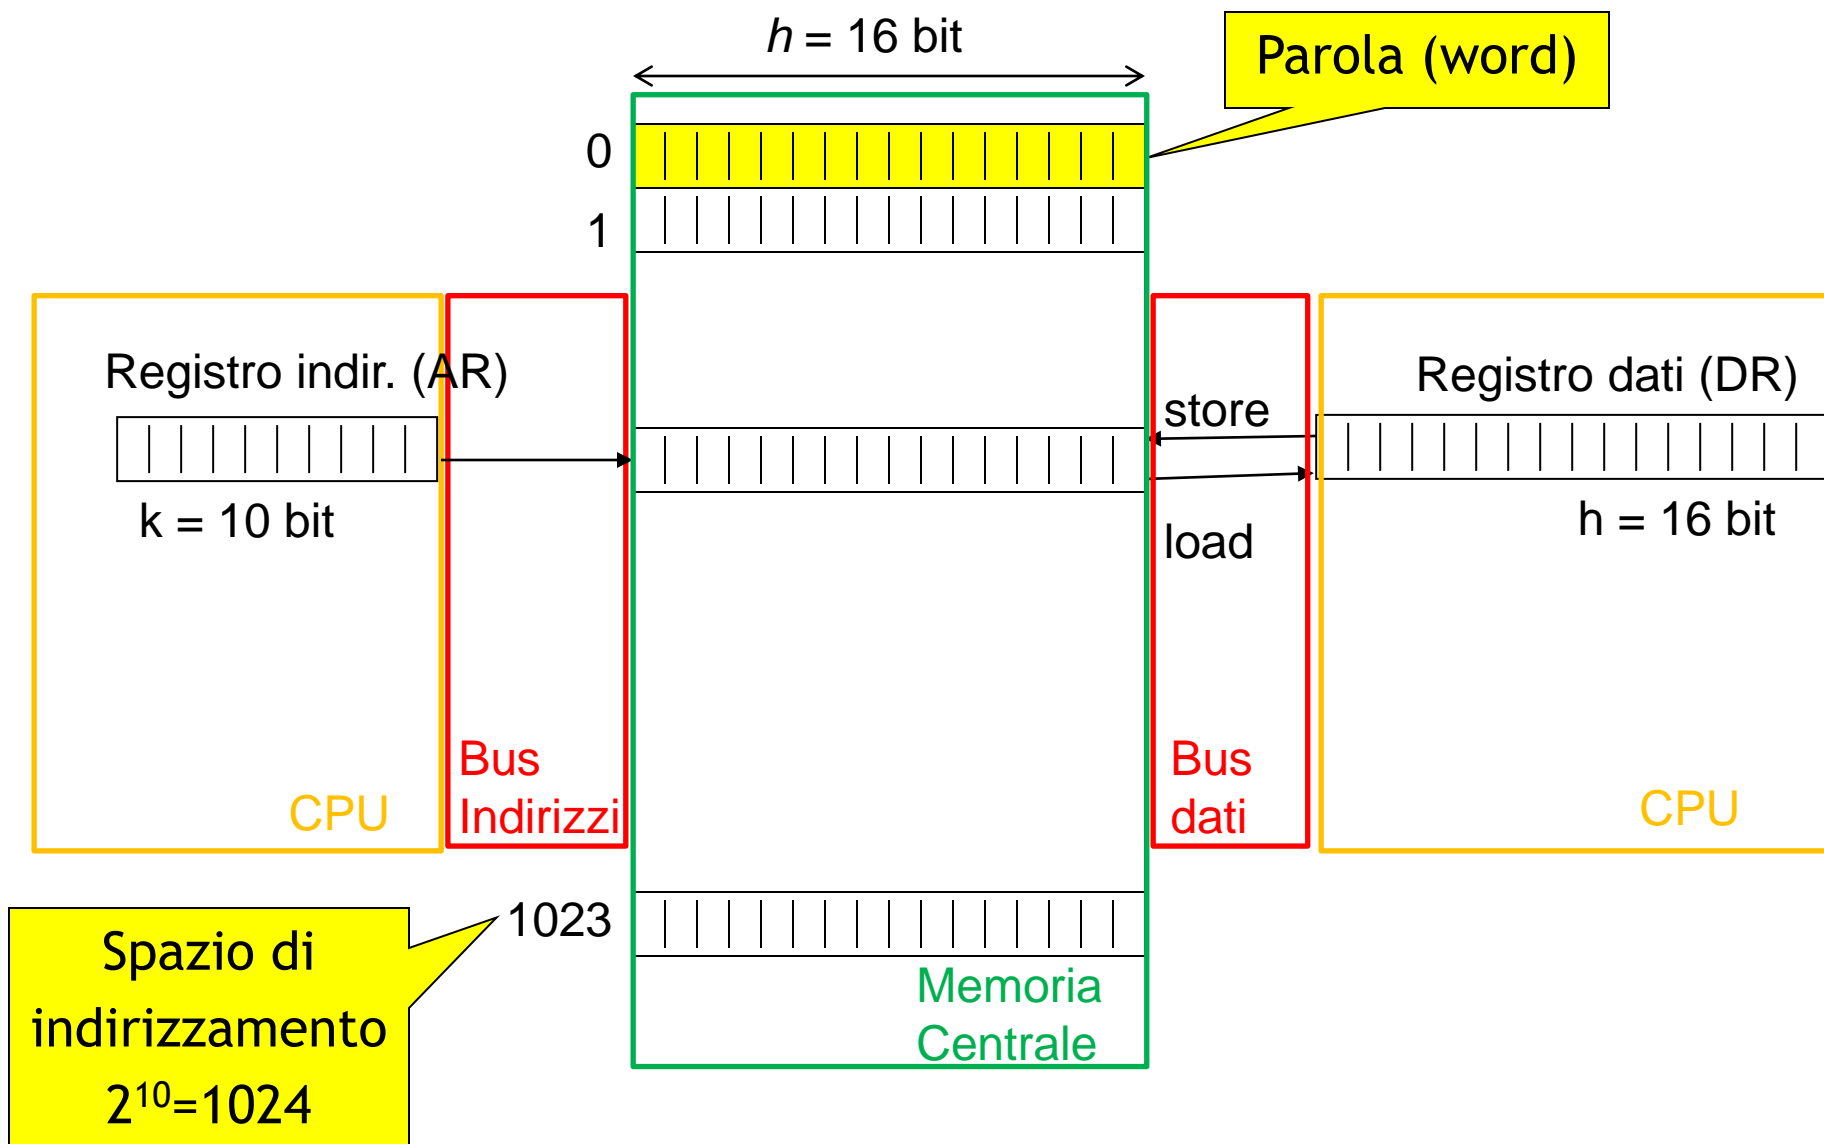 h = 16 bit
Parola (word)
0
1
Registro indir. (AR)
k = 10 bit
store
load
Registro dati (DR)
h = 16 bit
CPU
Bus
Indirizzi
Bus
dati
CPU
1023
Spazio di
indirizzamento
2¹⁰=1024
Memoria
Centrale